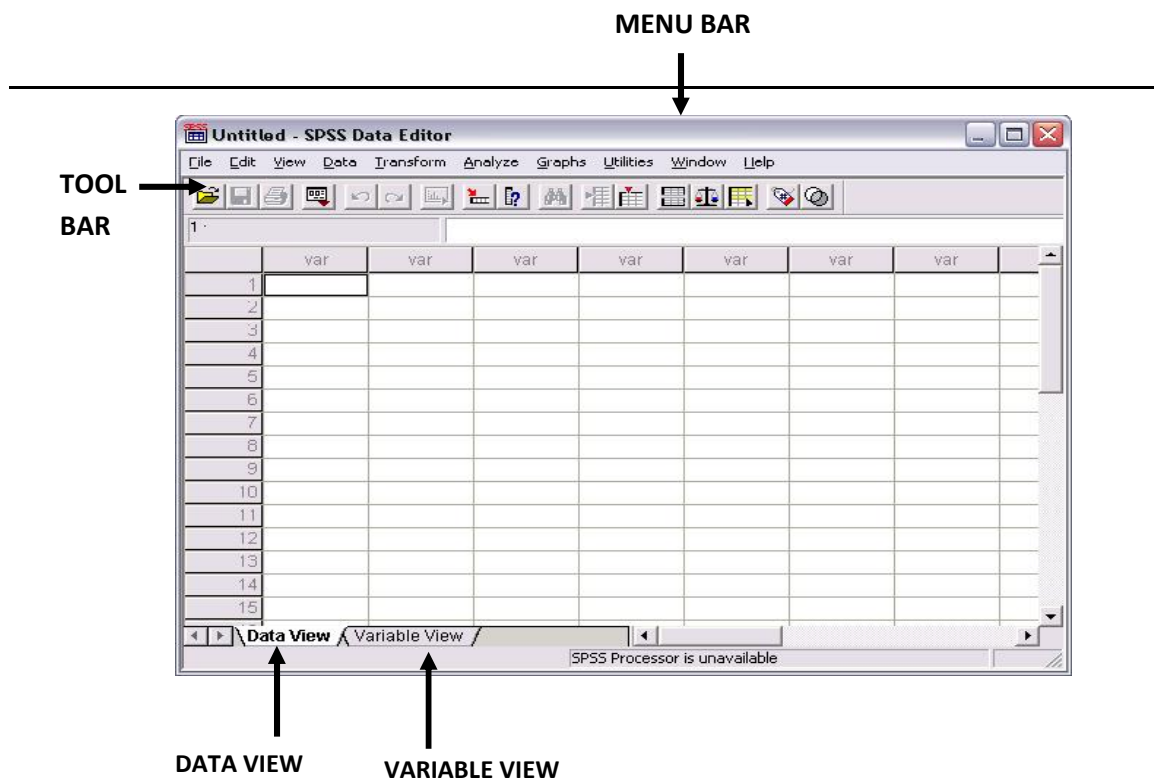 MENU BAR
SPSS
Untitled - SPSS Data Editor
File Edit View Data Transform Analyze Graphs Utilities Window Help
TOOL
BAR
1 :
var var var var var var var
1
2
3
4
5
6
7
8
9
10
11
12
13
14
15
Data View Variable View
SPSS Processor is unavailable
DATA VIEW
VARIABLE VIEW